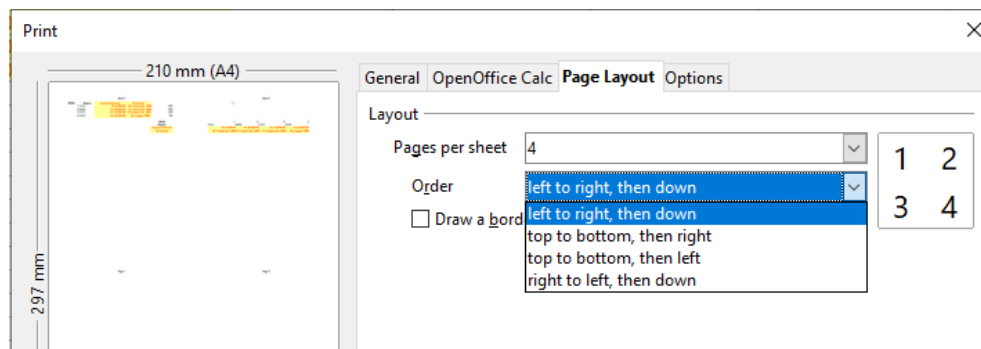 Print
210 mm (A4)
297 mm
General OpenOffice Calc Page Layout Options
Layout
Pages per sheet 4
Order left to right, then down
Draw a bord
left to right, then down
top to bottom, then right
top to bottom, then left
right to left, then down
1 2
3 4